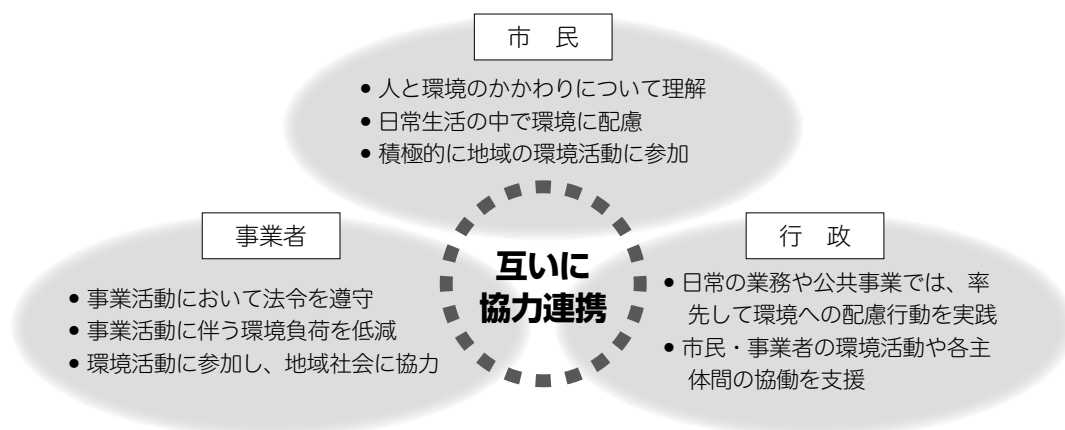 市　民
● 人と環境のかかわりについて理解
● 日常生活の中で環境に配慮
● 積極的に地域の環境活動に参加
事業者
● 事業活動において法令を遵守
● 事業活動に伴う環境負荷を低減
● 環境活動に参加し、地域社会に協力
互いに
協力連携
行　政
● 日常の業務や公共事業では、率
先して環境への配慮行動を実践
● 市民・事業者の環境活動や各主
体間の協働を支援